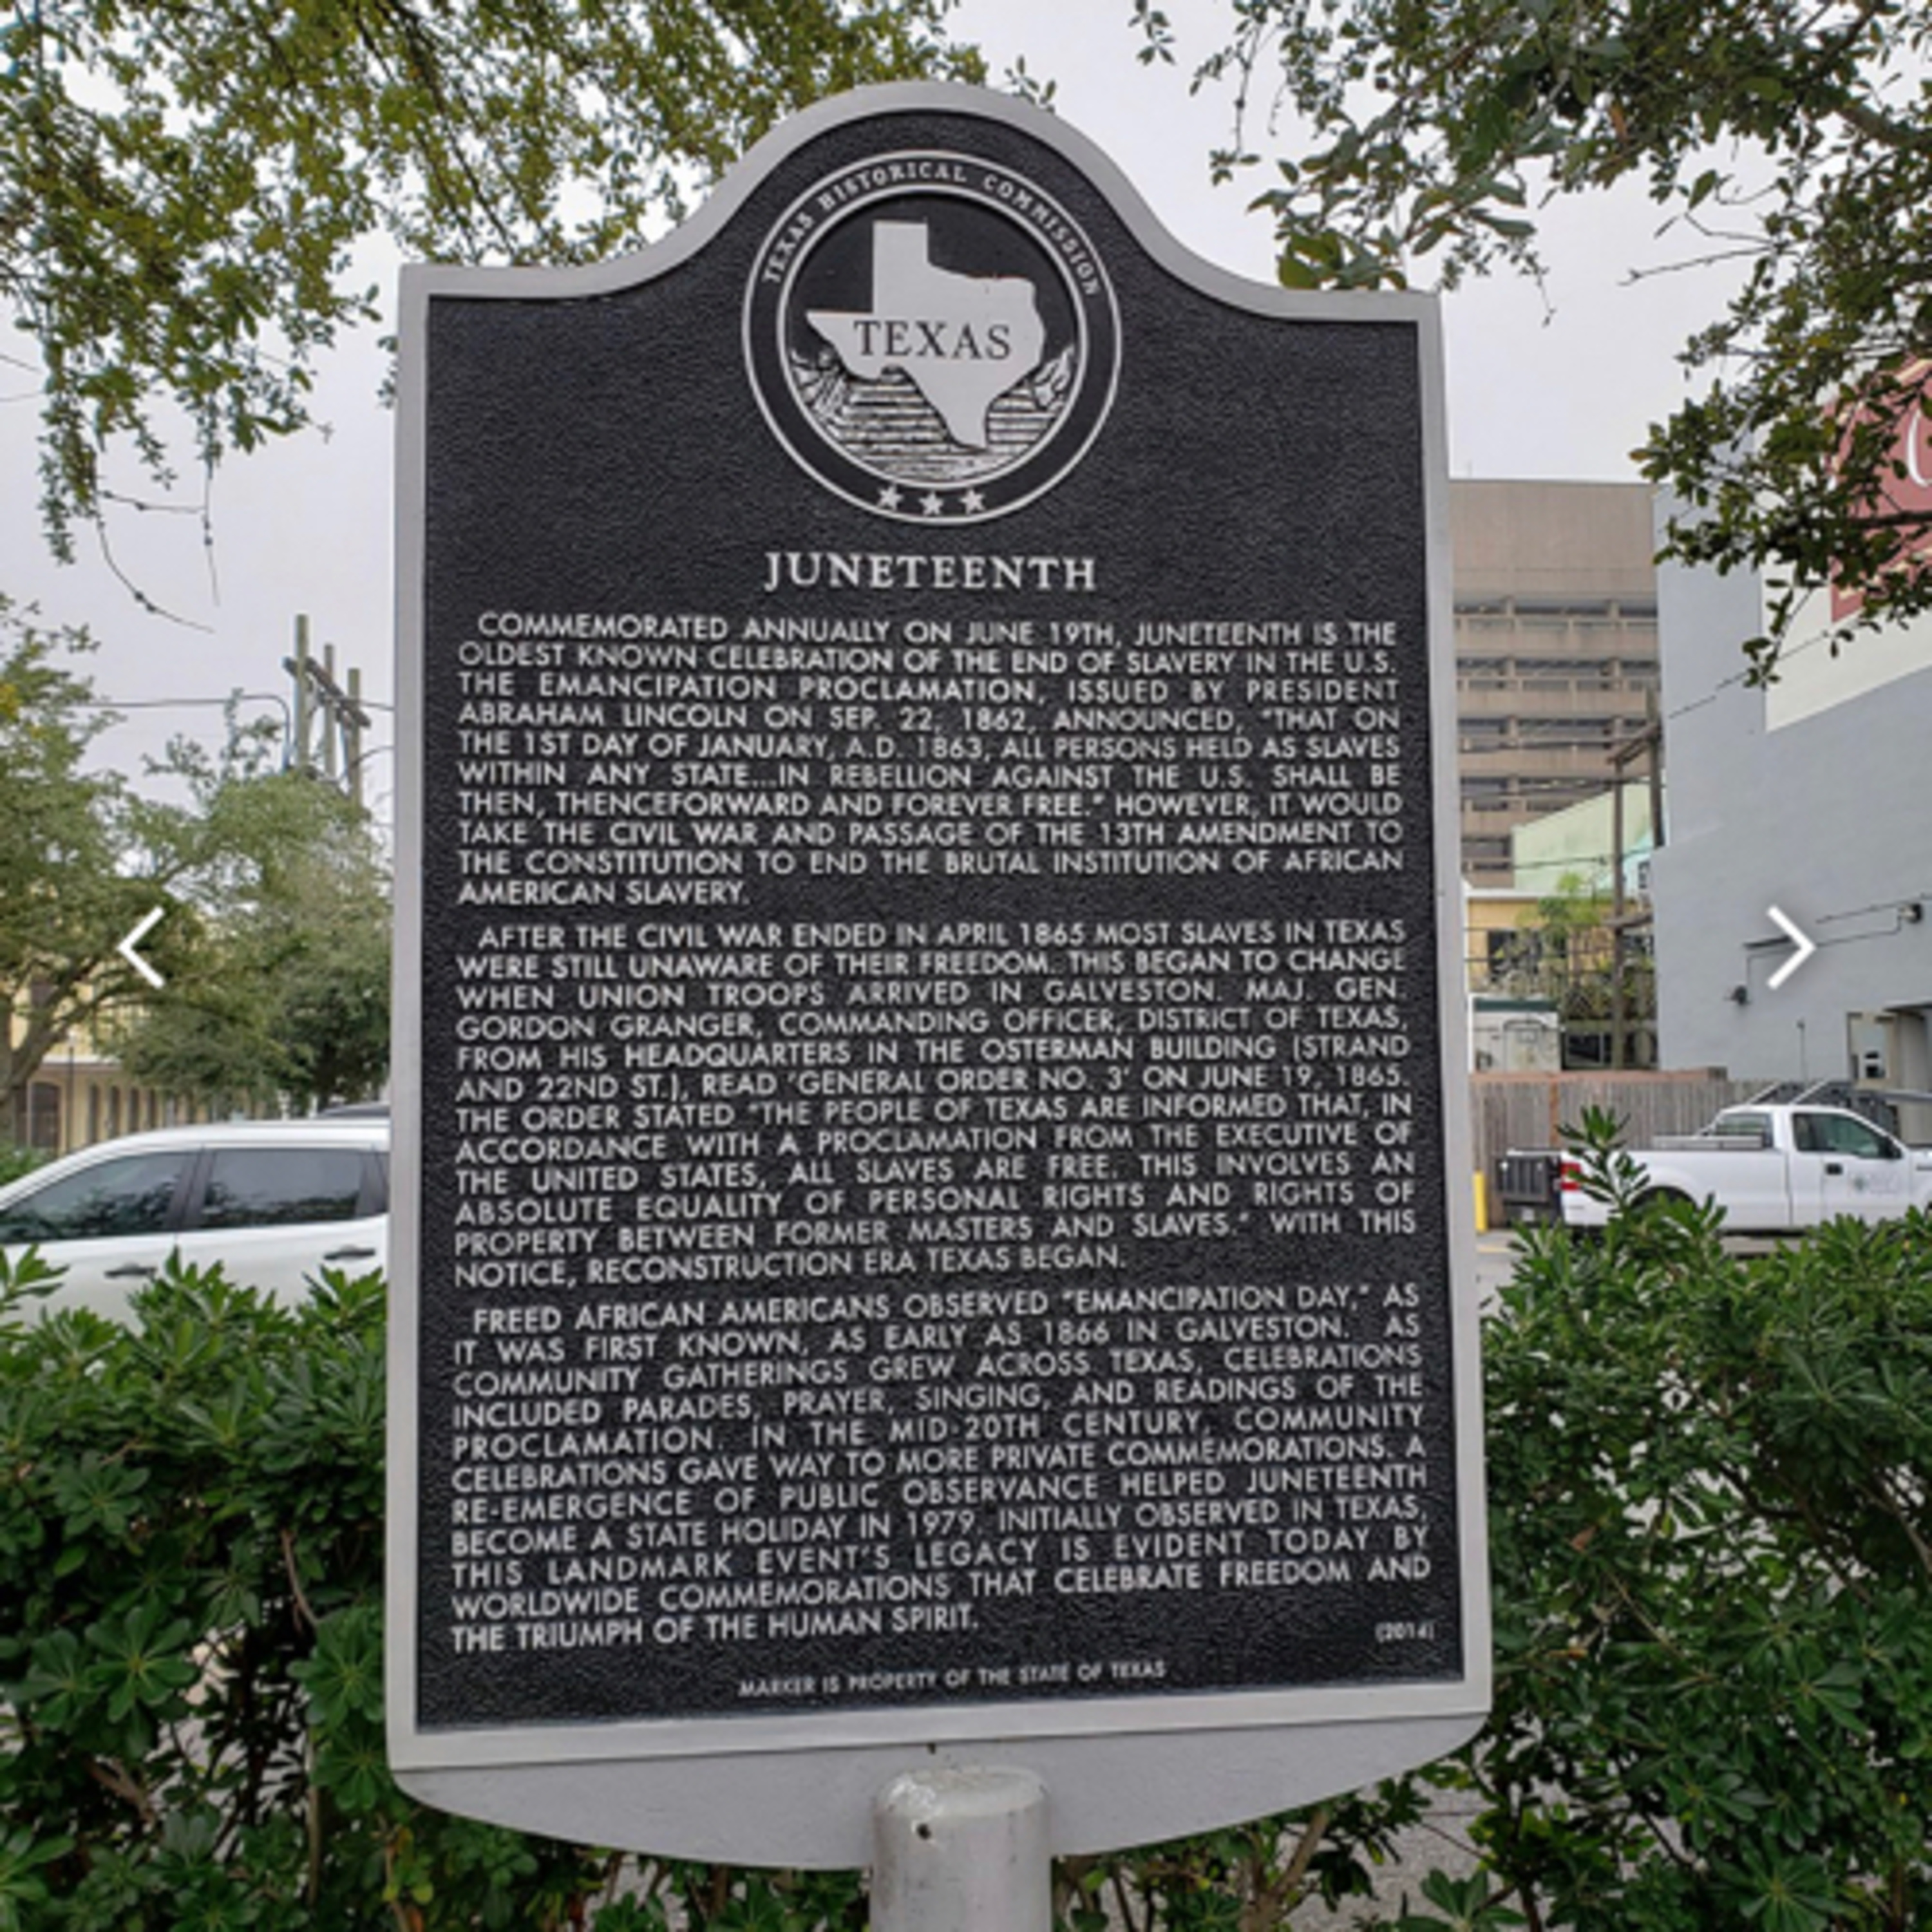 TEXAS HISTORICAL COMMISSION
TEXAS
JUNETEENTH
COMMEMORATED ANNUALLY ON JUNE 19TH, JUNETEENTH IS THE
OLDEST KNOWN CELEBRATION OF THE END OF SLAVERY IN THE U.S.
THE EMANCIPATION PROCLAMATION, ISSUED BY PRESIDENT
ABRAHAM LINCOLN ON SEP. 22, 1862, ANNOUNCED, "THAT ON
THE 1ST DAY OF JANUARY, A.D. 1863, ALL PERSONS HELD AS SLAVES
WITHIN ANY STATE...IN REBELLION AGAINST THE U.S. SHALL BE
THEN, THENCEFORWARD AND FOREVER FREE." HOWEVER, IT WOULD
TAKE THE CIVIL WAR AND PASSAGE OF THE 13TH AMENDMENT TO
THE CONSTITUTION TO END THE BRUTAL INSTITUTION OF AFRICAN
AMERICAN SLAVERY.
AFTER THE CIVIL WAR ENDED IN APRIL 1865 MOST SLAVES IN TEXAS
WERE STILL UNAWARE OF THEIR FREEDOM. THIS BEGAN TO CHANGE
WHEN UNION TROOPS ARRIVED IN GALVESTON. MAJ. GEN.
GORDON GRANGER, COMMANDING OFFICER, DISTRICT OF TEXAS,
FROM HIS HEADQUARTERS IN THE OSTERMAN BUILDING (STRAND
AND 22ND ST.), READ 'GENERAL ORDER NO. 3' ON JUNE 19, 1865.
THE ORDER STATED "THE PEOPLE OF TEXAS ARE INFORMED THAT, IN
ACCORDANCE WITH A PROCLAMATION FROM THE EXECUTIVE OF
THE UNITED STATES, ALL SLAVES ARE FREE. THIS INVOLVES AN
ABSOLUTE EQUALITY OF PERSONAL RIGHTS AND RIGHTS OF
PROPERTY BETWEEN FORMER MASTERS AND SLAVES." WITH THIS
NOTICE, RECONSTRUCTION ERA TEXAS BEGAN.
FREED AFRICAN AMERICANS OBSERVED "EMANCIPATION DAY," AS
IT WAS FIRST KNOWN, AS EARLY AS 1866 IN GALVESTON. AS
COMMUNITY GATHERINGS GREW ACROSS TEXAS, CELEBRATIONS
INCLUDED PARADES, PRAYER, SINGING, AND READINGS OF THE
PROCLAMATION. IN THE MID-20TH CENTURY, COMMUNITY
CELEBRATIONS GAVE WAY TO MORE PRIVATE COMMEMORATIONS. A
RE-EMERGENCE OF PUBLIC OBSERVANCE HELPED JUNETEENTH
BECOME A STATE HOLIDAY IN 1979. INITIALLY OBSERVED IN TEXAS,
THIS LANDMARK EVENT'S LEGACY IS EVIDENT TODAY BY
WORLDWIDE COMMEMORATIONS THAT CELEBRATE FREEDOM AND
THE TRIUMPH OF THE HUMAN SPIRIT.
(2014)
MARKER IS PROPERTY OF THE STATE OF TEXAS